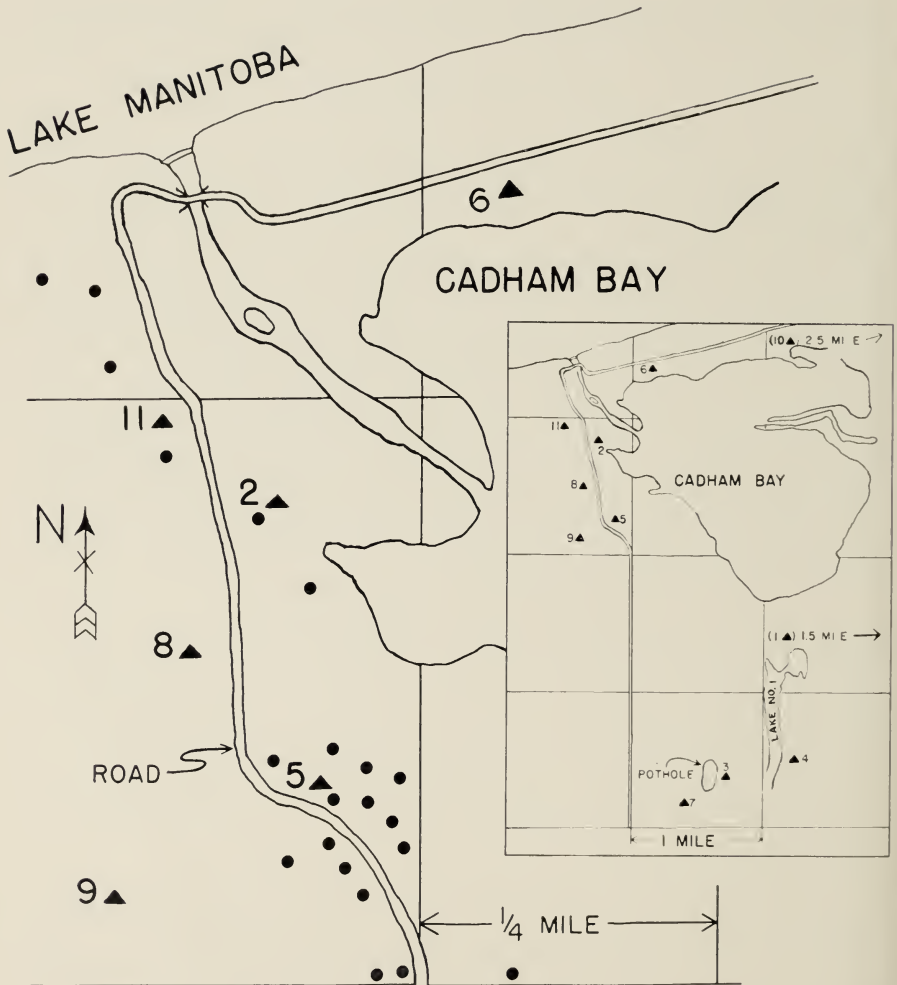 LAKE MANITOBA
6
CADHAM BAY
11
2
N
8
ROAD
5
9
1/4 MILE
(10▲) 2.5 MI E
6
11
2
CADHAM BAY
8
5
9
(1▲) 1.5 MI E
LAKE NO. 1
POTHOLE
3
4
7
1 MILE